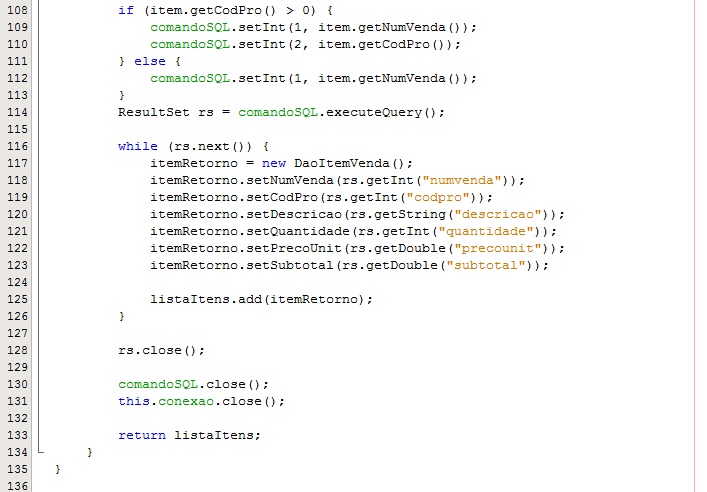 108 if (item.getCodPro() > 0) {
109 comandoSQL.setInt(1, item.getNumVenda());
110 comandoSQL.setInt(2, item.getCodPro());
111 } else {
112 comandoSQL.setInt(1, item.getNumVenda());
113 }
114 ResultSet rs = comandoSQL.executeQuery();
115
116 while (rs.next()) {
117 itemRetorno = new DaoItemVenda();
118 itemRetorno.setNumVenda(rs.getInt("numvenda"));
119 itemRetorno.setCodPro(rs.getInt("codpro"));
120 itemRetorno.setDescricao(rs.getString("descricao"));
121 itemRetorno.setQuantidade(rs.getInt("quantidade"));
122 itemRetorno.setPrecoUnit(rs.getDouble("precounit"));
123 itemRetorno.setSubtotal(rs.getDouble("subtotal"));
124
125 listaItens.add(itemRetorno);
126 }
127
128 rs.close();
129
130 comandoSQL.close();
131 this.conexao.close();
132
133 return listaItens;
134 }
135 }
136